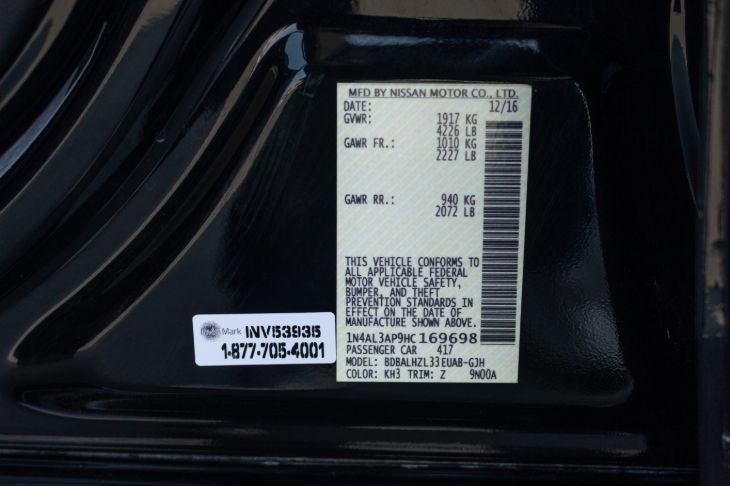 MFD BY NISSAN MOTOR CO., LTD.
DATE: 12/16
GVWR: 1917 KG
4226 LB
GAWR FR.: 1010 KG
2227 LB
GAWR RR.: 940 KG
2072 LB
THIS VEHICLE CONFORMS TO
ALL APPLICABLE FEDERAL
MOTOR VEHICLE SAFETY,
BUMPER, AND THEFT
PREVENTION STANDARDS IN
EFFECT ON THE DATE OF
MANUFACTURE SHOWN ABOVE.
1N4AL3AP9HC 169698
PASSENGER CAR 417
MODEL: BDBALHZL33EUAB-GJH
COLOR: KH3 TRIM: Z 9N00A
Mark INV53935
1-877-705-4001